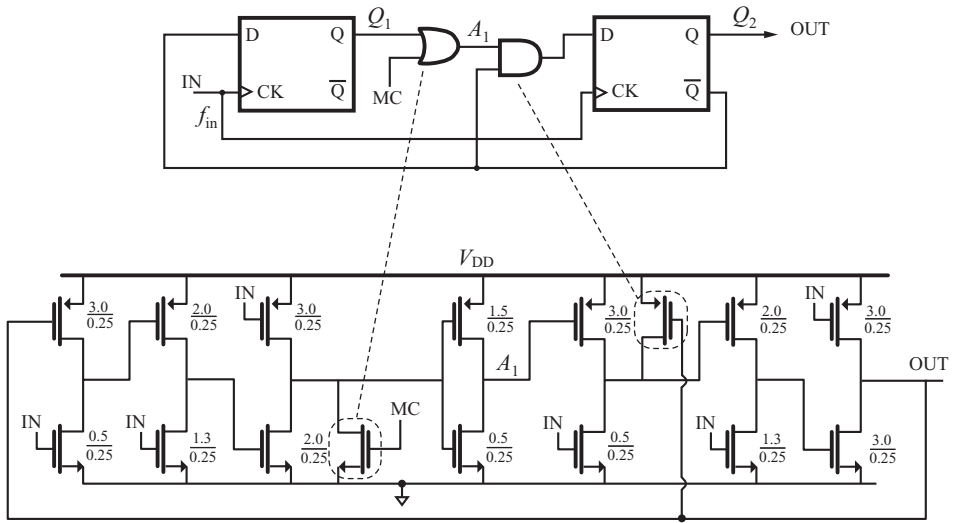 Q1 A1 Q2
D Q D Q OUT
IN CK Q MC CK Q
fin
VDD
3.0/0.25 2.0/0.25 IN 3.0/0.25 1.5/0.25 3.0/0.25 2.0/0.25 IN 3.0/0.25
A1 OUT
IN 0.5/0.25 IN 1.3/0.25 2.0/0.25 MC 0.5/0.25 IN 0.5/0.25 IN 1.3/0.25 3.0/0.25